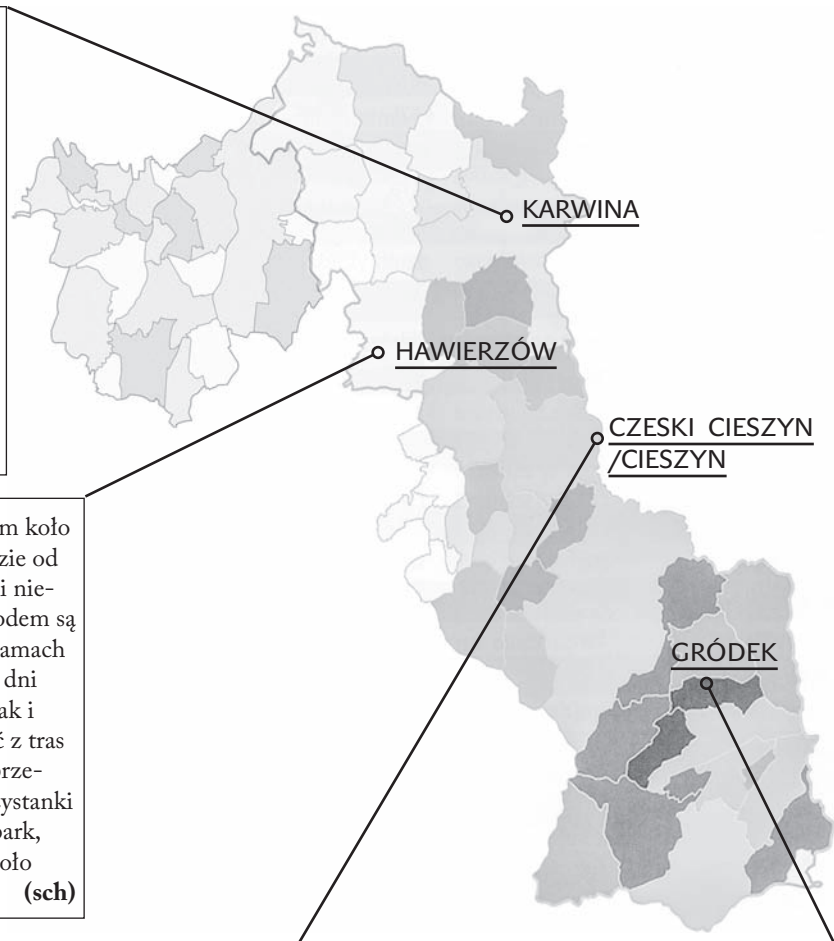 KARWINA
HAWIERZÓW
CZESKI CIESZYN
/CIESZYN
GRÓDEK
m koło
zie od
i nie-
odem są
amach
dni
ak i
ć z tras
orze-
ystanki
park,
oło
(sch)